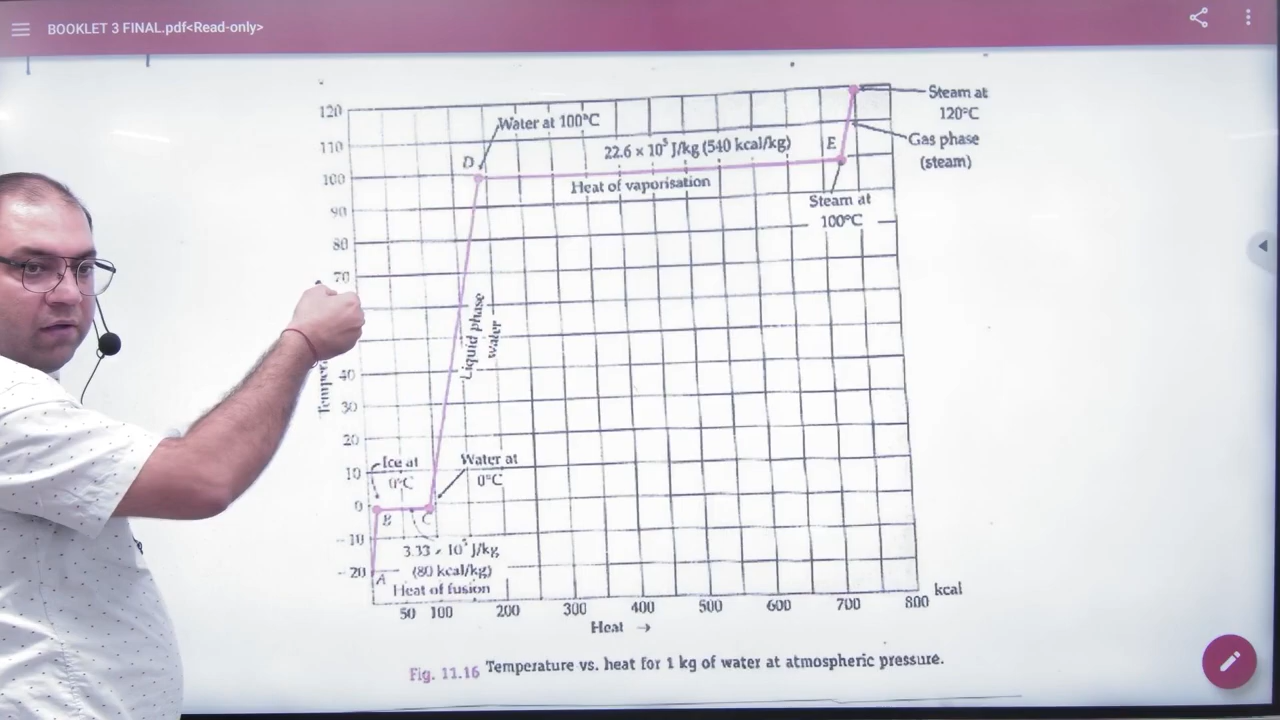 BOOKLET 3 FINAL.pdf<Read-only>
120
Water at 100°C
Steam at
120°C
110
D
22.6 × 10⁵ J/kg (540 kcal/kg)
E
Gas phase
(steam)
100
Heat of vaporisation
90
Steam at
100°C
80
70
Liquid phase
water
40
30
20
10
Ice at
0°C
Water at
0°C
0
B
C
- 10
3.33 × 10⁵ J/kg
- 20
A
(80 kcal/kg)
Heat of fusion
50 100 200 300 400 500 600 700 800 kcal
Heat →
Fig. 11.16 Temperature vs. heat for 1 kg of water at atmospheric pressure.